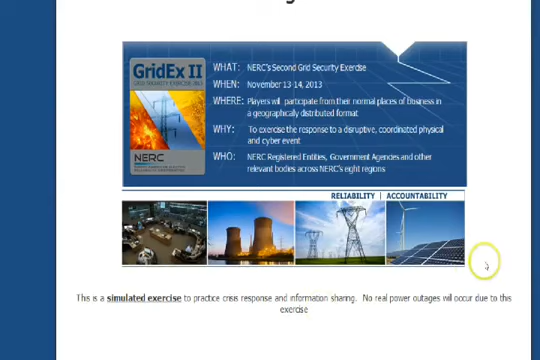 GridEx II
WHAT: NERC's Second Grid Security Exercise
WHEN: November 13-14, 2013
WHERE: Players will participate from their normal places of business in
a geographically distributed format
WHY: To exercise the response to a disruptive, coordinated physical
and cyber event
WHO: NERC Registered Entities, Government Agencies and other
relevant bodies across NERC's eight regions
NERC
RELIABILITY | ACCOUNTABILITY
This is a simulated exercise to practice crisis response and information sharing. No real power outages will occur due to this
exercise